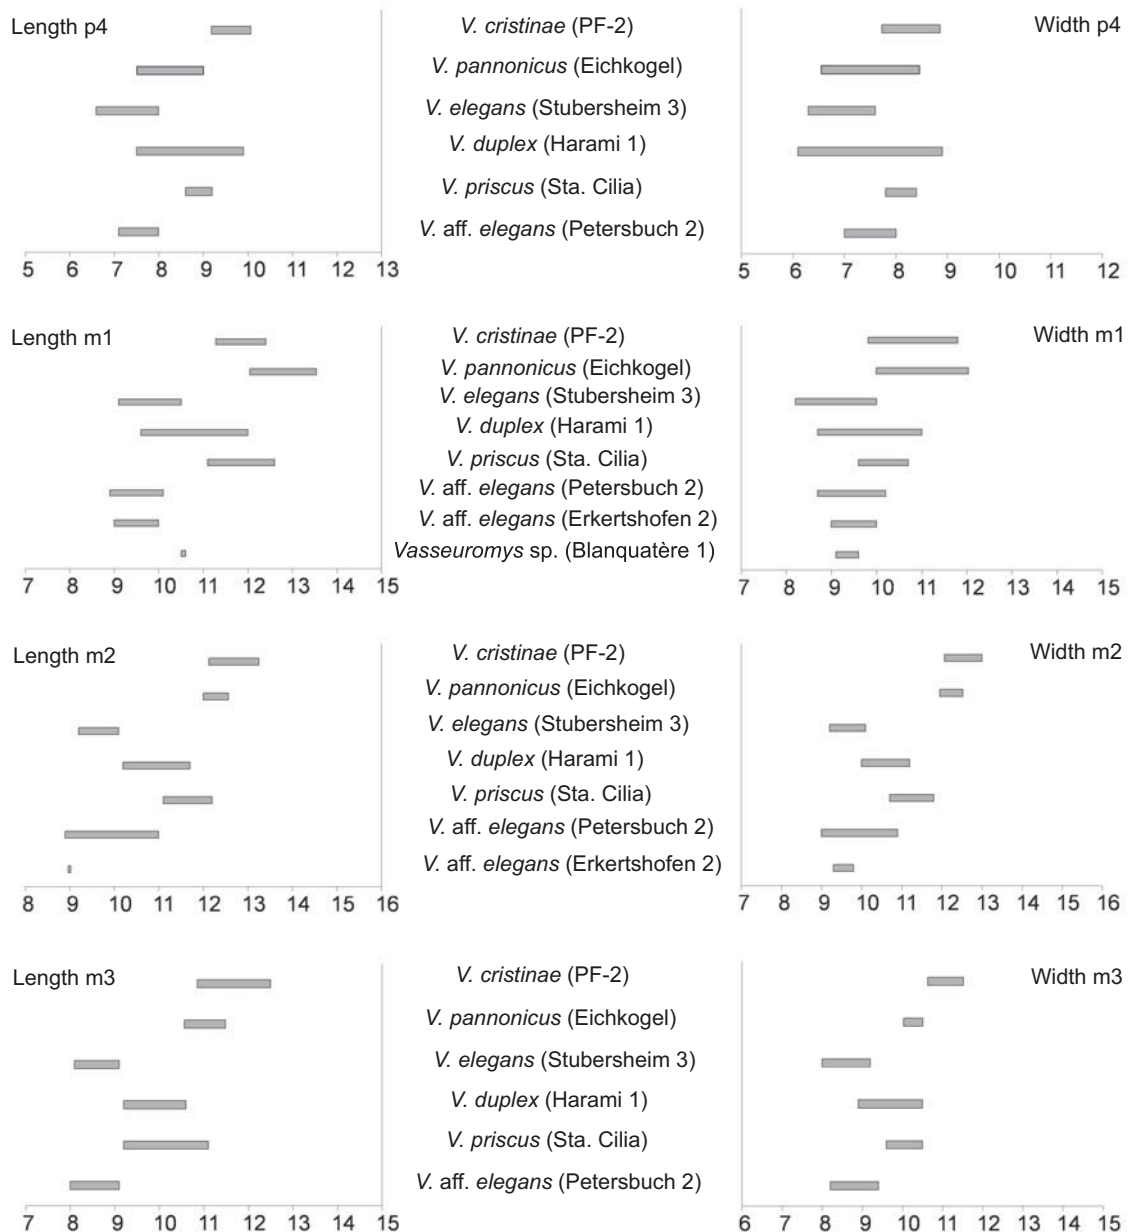 Length p4
V. cristinae (PF-2)
Width p4
V. pannonicus (Eichkogel)
V. elegans (Stubersheim 3)
V. duplex (Harami 1)
V. priscus (Sta. Cilia)
V. aff. elegans (Petersbuch 2)
5 6 7 8 9 10 11 12 13
5 6 7 8 9 10 11 12
Length m1
V. cristinae (PF-2)
Width m1
V. pannonicus (Eichkogel)
V. elegans (Stubersheim 3)
V. duplex (Harami 1)
V. priscus (Sta. Cilia)
V. aff. elegans (Petersbuch 2)
V. aff. elegans (Erkertshofen 2)
Vasseuromys sp. (Blanquatère 1)
7 8 9 10 11 12 13 14 15
7 8 9 10 11 12 13 14 15
Length m2
V. cristinae (PF-2)
Width m2
V. pannonicus (Eichkogel)
V. elegans (Stubersheim 3)
V. duplex (Harami 1)
V. priscus (Sta. Cilia)
V. aff. elegans (Petersbuch 2)
V. aff. elegans (Erkertshofen 2)
8 9 10 11 12 13 14 15 16
7 8 9 10 11 12 13 14 15 16
Length m3
V. cristinae (PF-2)
Width m3
V. pannonicus (Eichkogel)
V. elegans (Stubersheim 3)
V. duplex (Harami 1)
V. priscus (Sta. Cilia)
V. aff. elegans (Petersbuch 2)
7 8 9 10 11 12 13 14 15
6 7 8 9 10 11 12 13 14 15